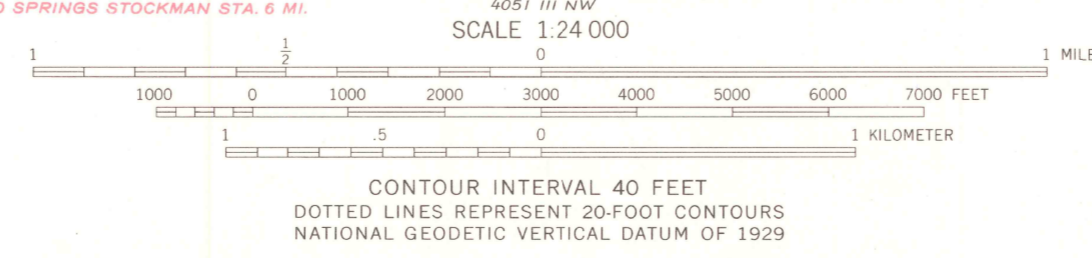 SPRINGS STOCKMAN STA. 6 MI.
4051 III NW
SCALE 1:24 000
1 1/2 0 1 MILE
1000 0 1000 2000 3000 4000 5000 6000 7000 FEET
1 .5 0 1 KILOMETER
CONTOUR INTERVAL 40 FEET
DOTTED LINES REPRESENT 20-FOOT CONTOURS
NATIONAL GEODETIC VERTICAL DATUM OF 1929